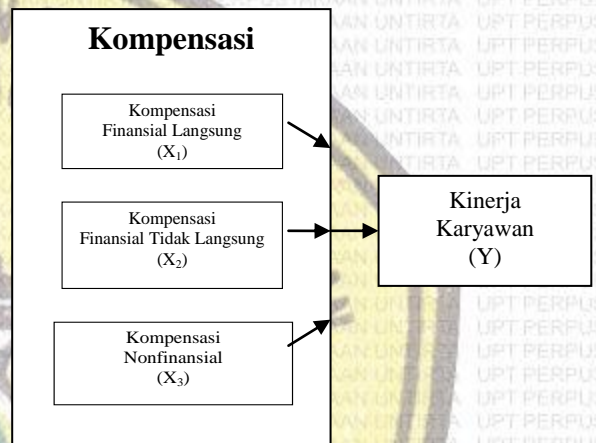 Kompensasi
Kompensasi
Finansial Langsung
(X₁)
Kompensasi
Finansial Tidak Langsung
(X₂)
Kompensasi
Nonfinansial
(X₃)
Kinerja
Karyawan
(Y)